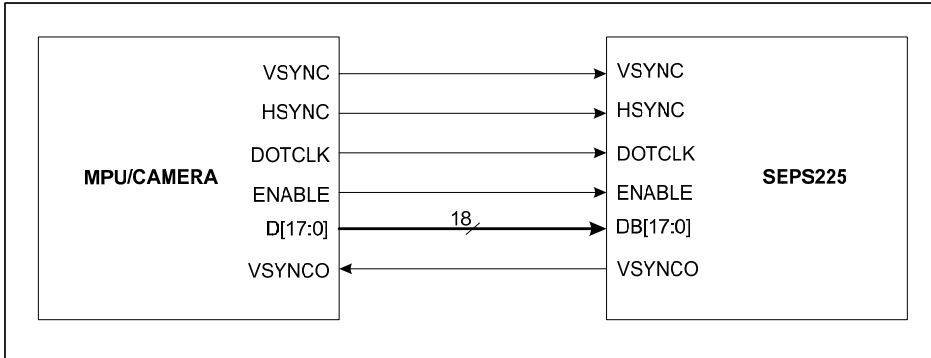 VSYNC VSYNC
HSYNC HSYNC
DOTCLK DOTCLK
MPU/CAMERA SEPS225
ENABLE ENABLE
D[17:0] 18 DB[17:0]
VSYNCO VSYNCO